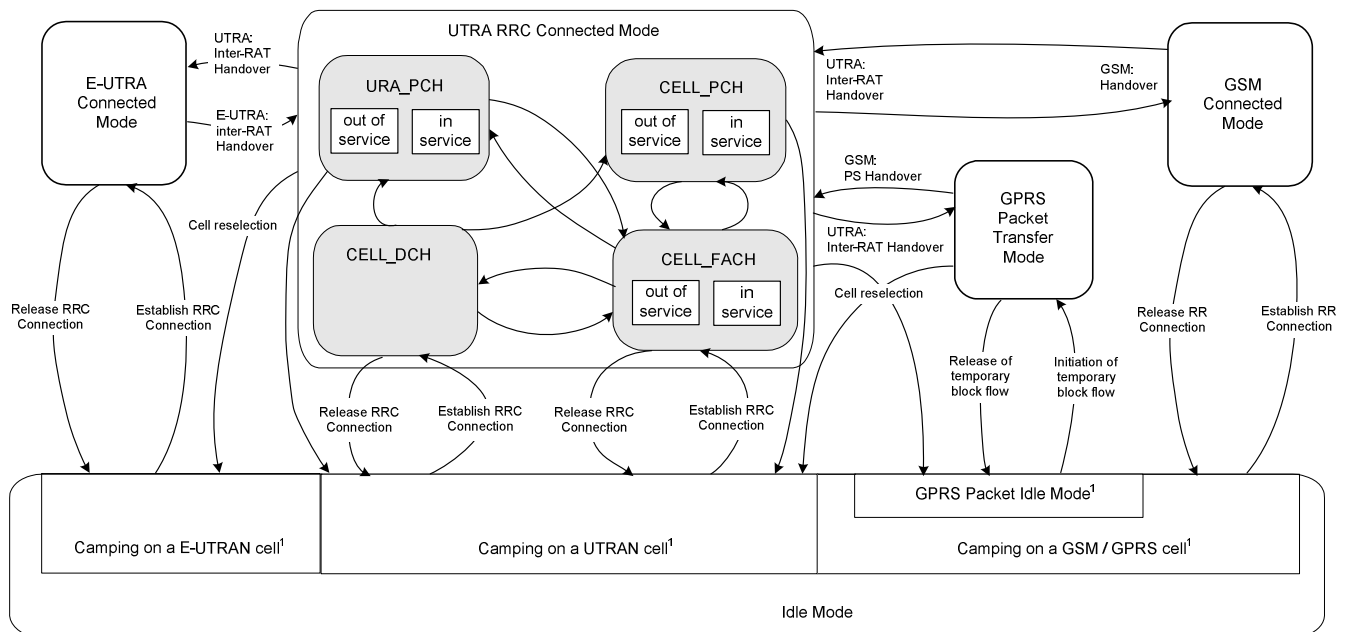 UTRA RRC Connected Mode
E-UTRA
Connected
Mode
UTRA:
Inter-RAT
Handover
E-UTRA:
inter-RAT
Handover
URA_PCH
out of
service
in
service
CELL_PCH
out of
service
in
service
CELL_DCH
CELL_FACH
out of
service
in
service
UTRA:
Inter-RAT
Handover
GSM:
Handover
GSM
Connected
Mode
GSM:
PS Handover
UTRA:
Inter-RAT Handover
GPRS
Packet
Transfer
Mode
Cell reselection
Cell reselection
Release RRC
Connection
Establish RRC
Connection
Release RRC
Connection
Establish RRC
Connection
Release RRC
Connection
Establish RRC
Connection
Release of
temporary
block flow
Initiation of
temporary
block flow
Release RR
Connection
Establish RR
Connection
GPRS Packet Idle Mode¹
Camping on a E-UTRAN cell¹
Camping on a UTRAN cell¹
Camping on a GSM / GPRS cell¹
Idle Mode